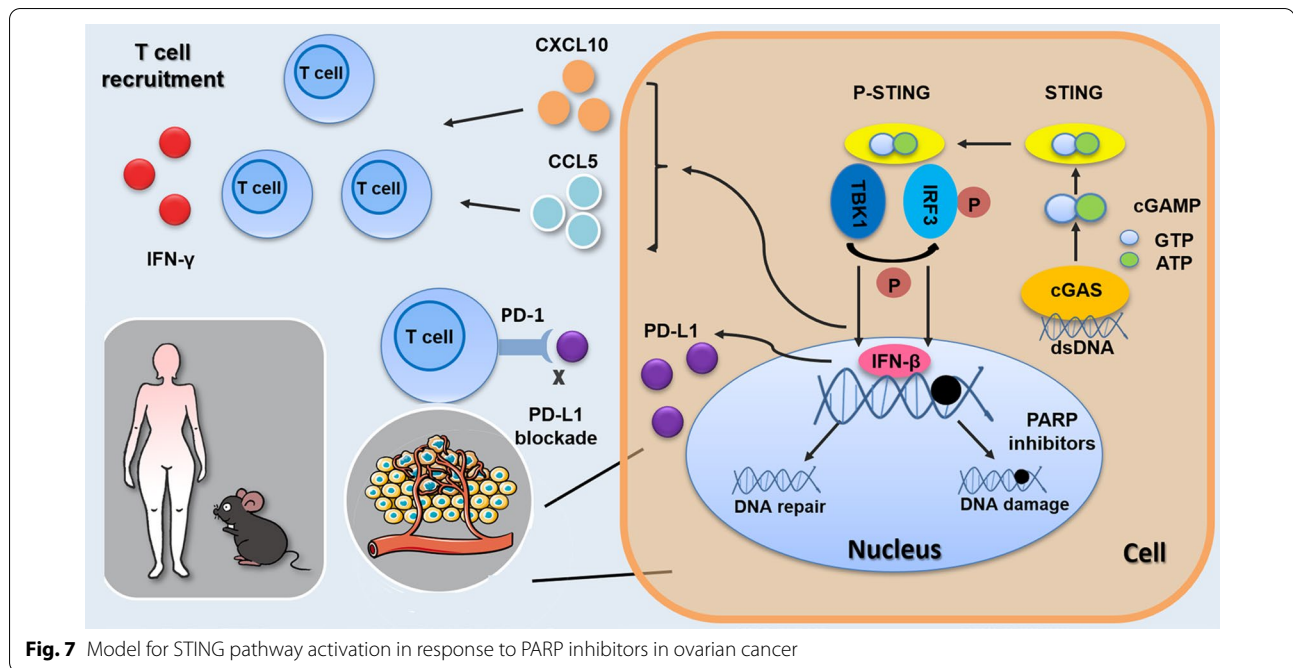 T cell
recruitment
T cell
T cell
T cell
IFN-γ
CXCL10
CCL5
T cell
PD-1
X
PD-L1
blockade
PD-L1
P-STING
STING
TBK1
IRF3
P
P
cGAMP
GTP
ATP
cGAS
dsDNA
IFN-β
PARP
inhibitors
DNA repair
DNA damage
Nucleus
Cell
Fig. 7 Model for STING pathway activation in response to PARP inhibitors in ovarian cancer